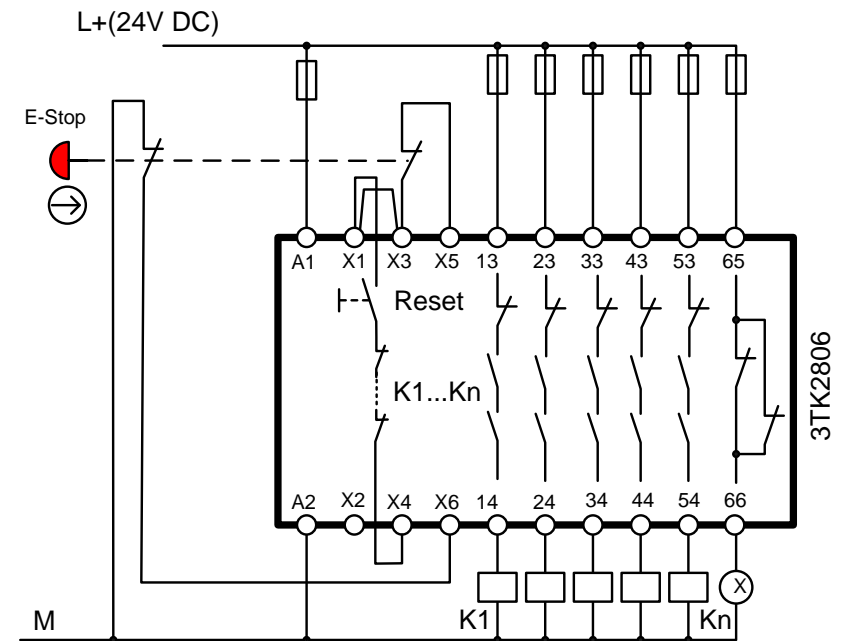 L+(24V DC)
E-Stop
A1 X1 X3 X5 13 23 33 43 53 65
Reset
K1...Kn
3TK2806
A2 X2 X4 X6 14 24 34 44 54 66
X
K1 Kn
M